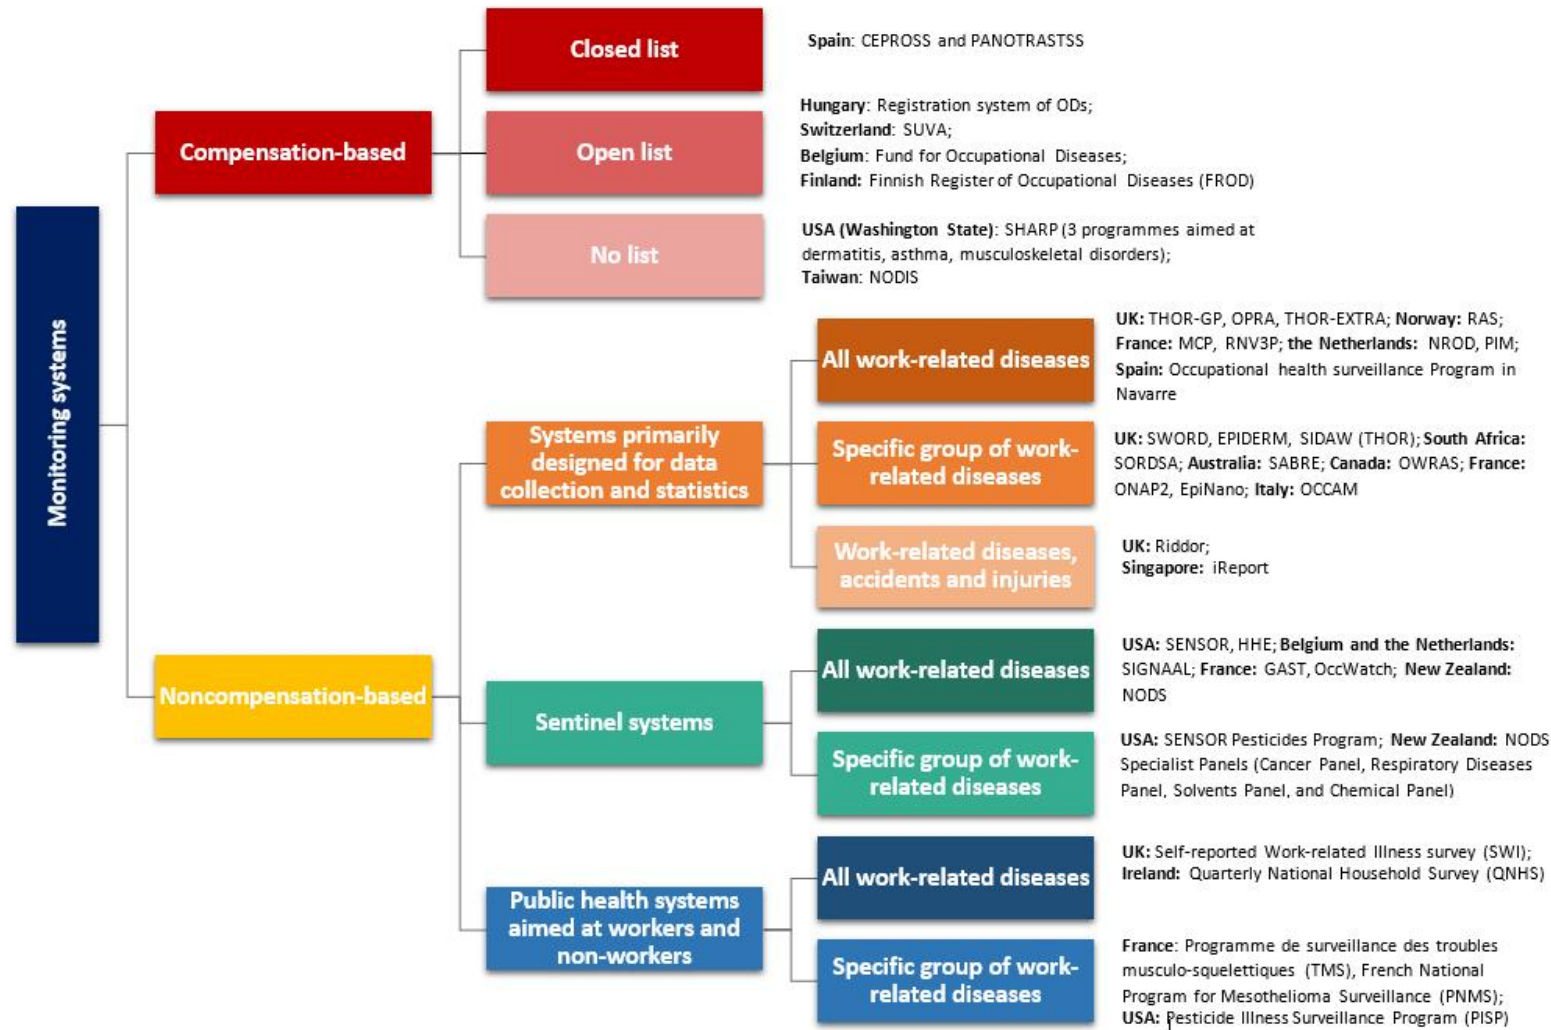 Monitoring systems
Compensation-based
Closed list
Spain: CEPROSS and PANOTRASTSS
Open list
Hungary: Registration system of ODs;
Switzerland: SUVA;
Belgium: Fund for Occupational Diseases;
Finland: Finnish Register of Occupational Diseases (FROD)
No list
USA (Washington State): SHARP (3 programmes aimed at
dermatitis, asthma, musculoskeletal disorders);
Taiwan: NODIS
Noncompensation-based
Systems primarily
designed for data
collection and statistics
All work-related diseases
UK: THOR-GP, OPRA, THOR-EXTRA; Norway: RAS;
France: MCP, RNV3P; the Netherlands: NROD, PIM;
Spain: Occupational health surveillance Program in
Navarre
Specific group of work-
related diseases
UK: SWORD, EPIDERM, SIDAW (THOR); South Africa:
SORDSA; Australia: SABRE; Canada: OWRAS; France:
ONAP2, EpiNano; Italy: OCCAM
Work-related diseases,
accidents and injuries
UK: Riddor;
Singapore: iReport
Sentinel systems
All work-related diseases
USA: SENSOR, HHE; Belgium and the Netherlands:
SIGNAAL; France: GAST, OccWatch; New Zealand:
NODS
Specific group of work-
related diseases
USA: SENSOR Pesticides Program; New Zealand: NODS
Specialist Panels (Cancer Panel, Respiratory Diseases
Panel, Solvents Panel, and Chemical Panel)
Public health systems
aimed at workers and
non-workers
All work-related diseases
UK: Self-reported Work-related Illness survey (SWI);
Ireland: Quarterly National Household Survey (QNHS)
Specific group of work-
related diseases
France: Programme de surveillance des troubles
musculo-squelettiques (TMS), French National
Program for Mesothelioma Surveillance (PNMS);
USA: Pesticide Illness Surveillance Program (PISP)